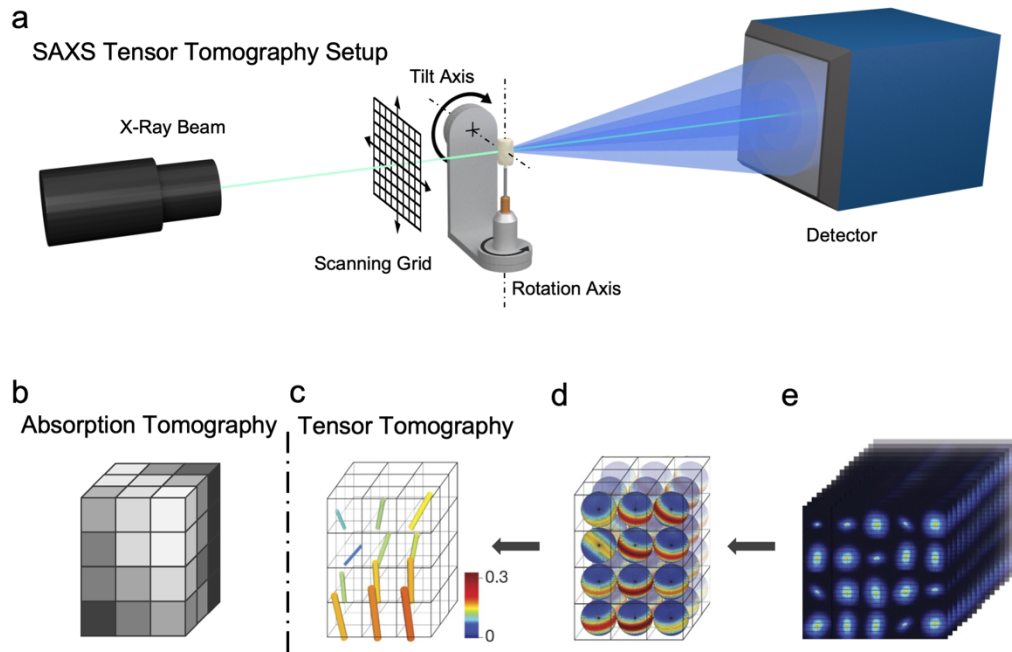 a
SAXS Tensor Tomography Setup
Tilt Axis
X-Ray Beam
Scanning Grid
Rotation Axis
Detector
b
Absorption Tomography
c
Tensor Tomography
0.3
0
d
e